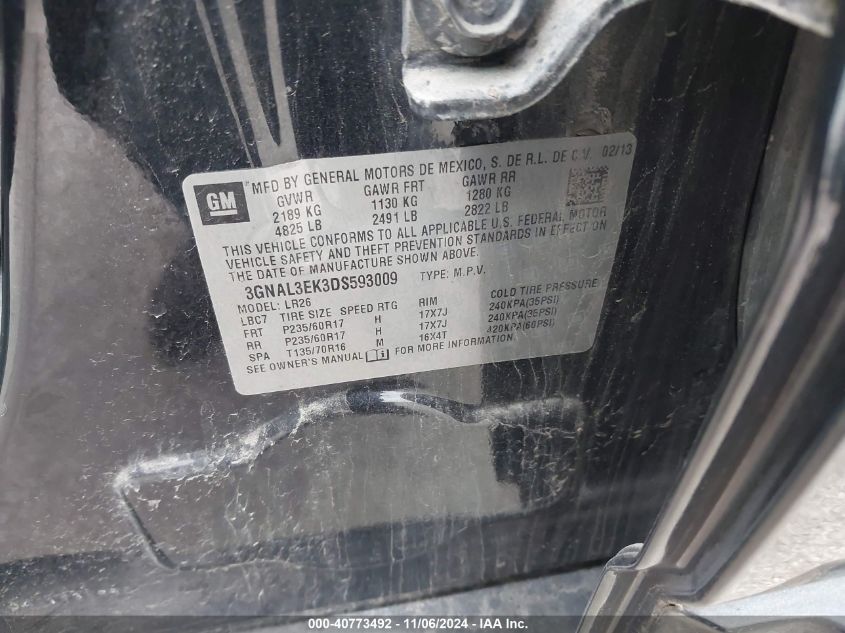 GM
MFD BY GENERAL MOTORS DE MEXICO, S. DE R.L. DE C.V. 02/13
GVWR GAWR FRT GAWR RR
2189 KG 1130 KG 1280 KG
4825 LB 2491 LB 2822 LB
THIS VEHICLE CONFORMS TO ALL APPLICABLE U.S. FEDERAL MOTOR
VEHICLE SAFETY AND THEFT PREVENTION STANDARDS IN EFFECT ON
THE DATE OF MANUFACTURE SHOWN ABOVE.
3GNAL3EK3DS593009 TYPE: M.P.V.
MODEL: LR26
LBC7 TIRE SIZE SPEED RTG RIM COLD TIRE PRESSURE
FRT P235/60R17 H 17X7J 240KPA(35PSI)
RR P235/60R17 H 17X7J 240KPA(35PSI)
SPA T135/70R16 M 16X4T 420KPA(60PSI)
SEE OWNER'S MANUAL FOR MORE INFORMATION
000-40773492 - 11/06/2024 - IAA Inc.